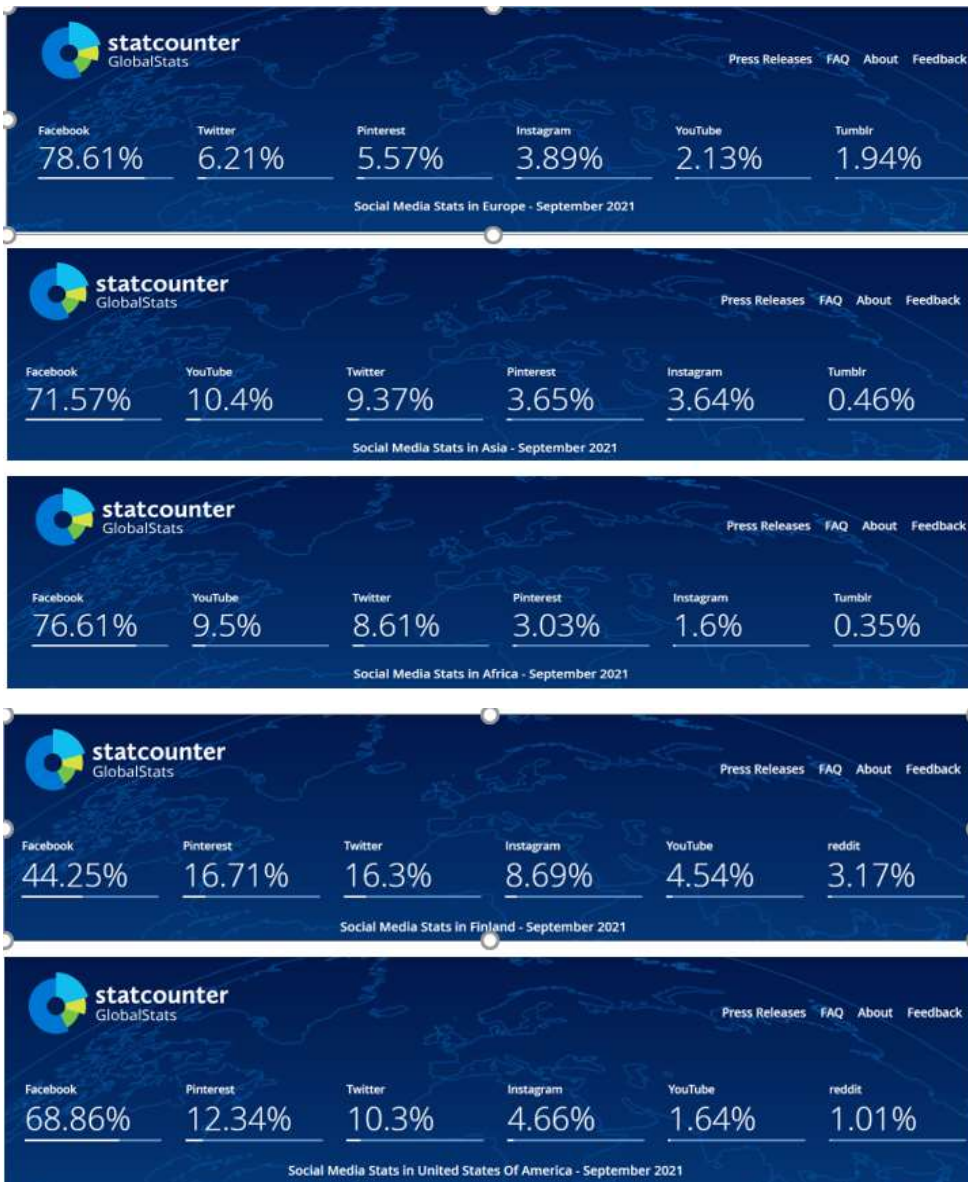 statcounter
GlobalStats
Press Releases FAQ About Feedback
Facebook Twitter Pinterest Instagram YouTube Tumblr
78.61% 6.21% 5.57% 3.89% 2.13% 1.94%
Social Media Stats in Europe - September 2021
statcounter
GlobalStats
Press Releases FAQ About Feedback
Facebook YouTube Twitter Pinterest Instagram Tumblr
71.57% 10.4% 9.37% 3.65% 3.64% 0.46%
Social Media Stats in Asia - September 2021
statcounter
GlobalStats
Press Releases FAQ About Feedback
Facebook YouTube Twitter Pinterest Instagram Tumblr
76.61% 9.5% 8.61% 3.03% 1.6% 0.35%
Social Media Stats in Africa - September 2021
statcounter
GlobalStats
Press Releases FAQ About Feedback
Facebook Pinterest Twitter Instagram YouTube reddit
44.25% 16.71% 16.3% 8.69% 4.54% 3.17%
Social Media Stats in Finland - September 2021
statcounter
GlobalStats
Press Releases FAQ About Feedback
Facebook Pinterest Twitter Instagram YouTube reddit
68.86% 12.34% 10.3% 4.66% 1.64% 1.01%
Social Media Stats in United States Of America - September 2021